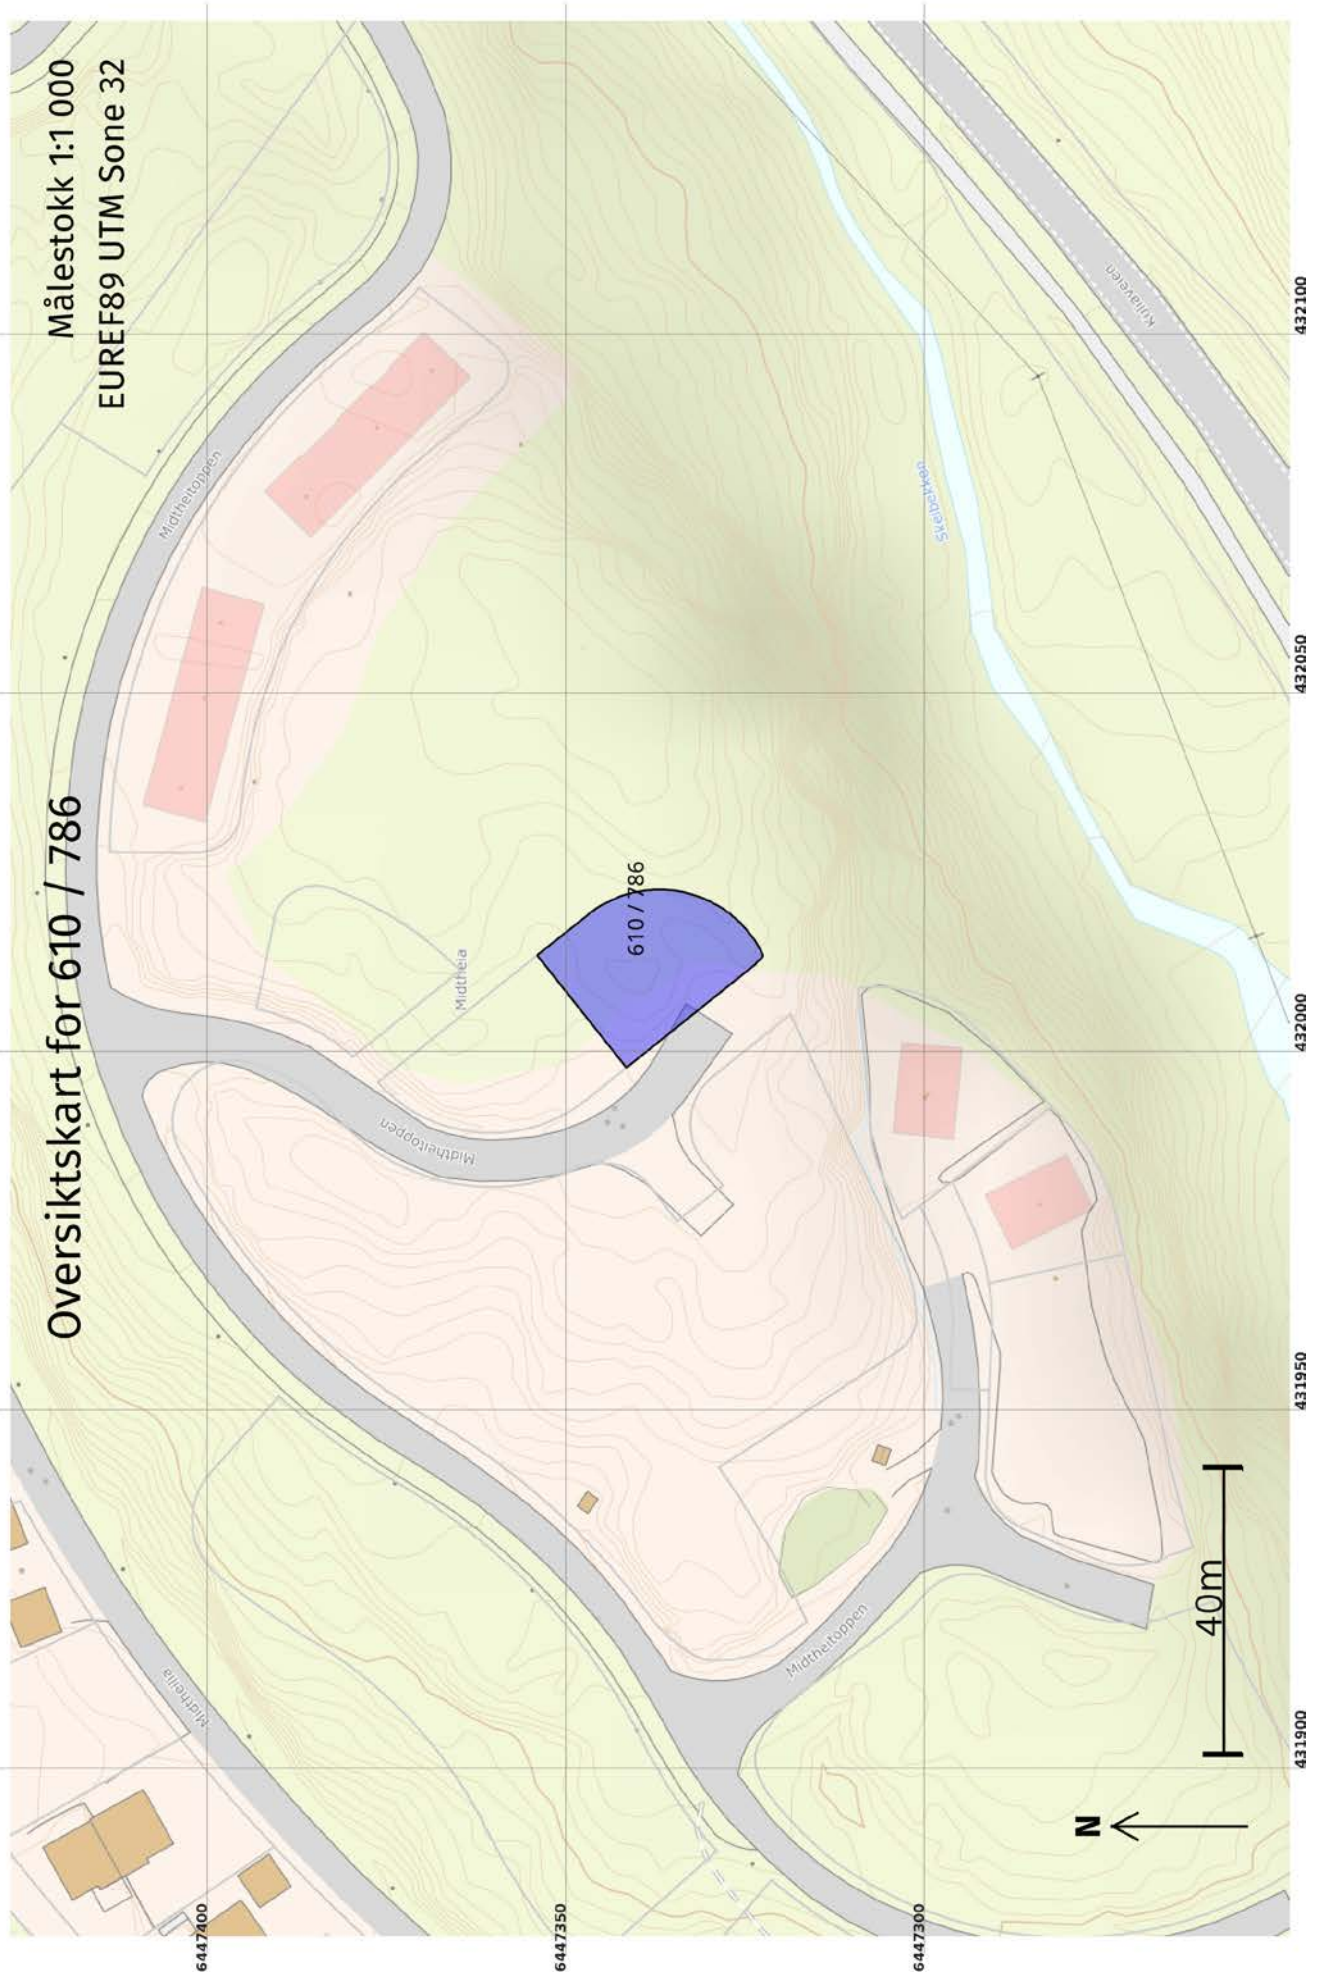 Oversiktskart for 610 / 786
Målestokk 1:1 000
EUREF89 UTM Sone 32
Midtheitoppen
Midtheia
610 / 786
Midtheitoppen
Midtheilia
Midtheitoppen
Skeibekken
Kuliaveien
N
40m
6447400
6447350
6447300
431900
431950
432000
432050
432100